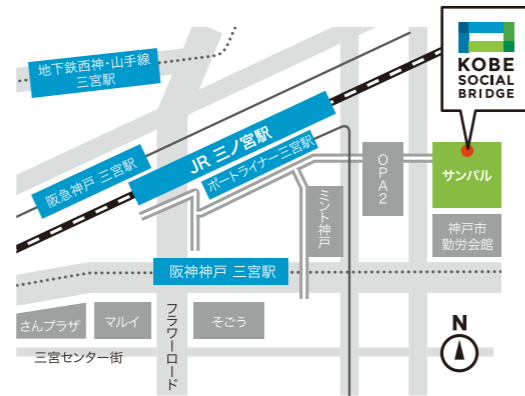 KOBE
SOCIAL
BRIDGE
地下鉄西神・山手線
三宮駅
JR 三ノ宮駅
阪急神戸 三宮駅
ポートライナー三宮駅
OPA2
サンパル
ミント神戸
神戸市
勤労会館
阪神神戸 三宮駅
さんプラザ
マルイ
フラワーロード
そごう
三宮センター街
N